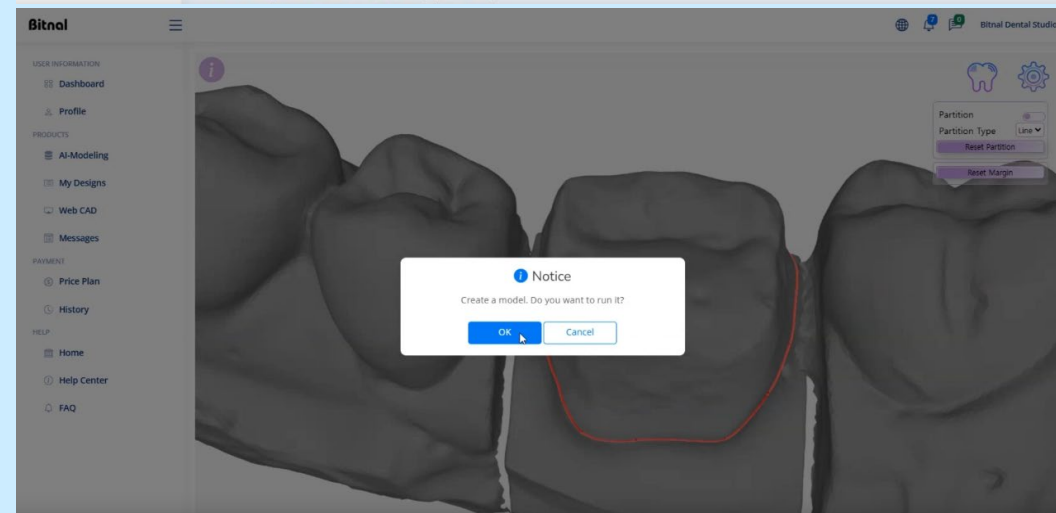 Bitnal
7
0
Bitnal Dental Studio
USER INFORMATION
Dashboard
Profile
PRODUCTS
AI-Modeling
My Designs
Web CAD
Messages
PAYMENT
Price Plan
History
HELP
Home
Help Center
FAQ
i
Partition
Partition Type Line
Reset Partition
Reset Margin
i Notice
Create a model. Do you want to run it?
OK Cancel